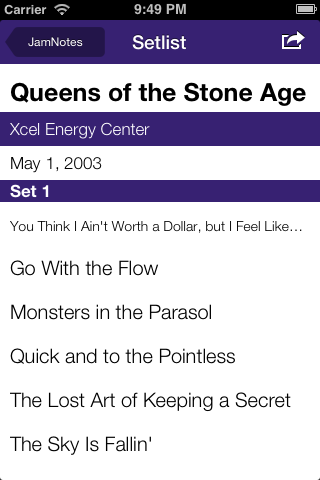 Carrier 9:49 PM
JamNotes Setlist
Queens of the Stone Age
Xcel Energy Center
May 1, 2003
Set 1
You Think I Ain't Worth a Dollar, but I Feel Like…
Go With the Flow
Monsters in the Parasol
Quick and to the Pointless
The Lost Art of Keeping a Secret
The Sky Is Fallin'